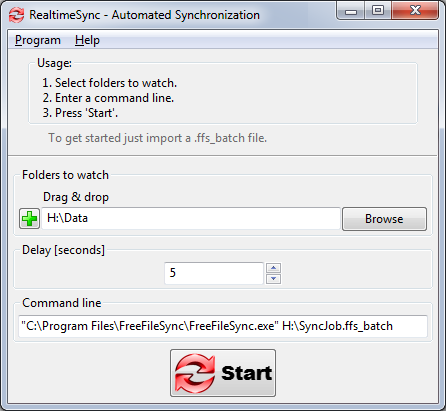 RealtimeSync - Automated Synchronization
Program Help
Usage:
1. Select folders to watch.
2. Enter a command line.
3. Press 'Start'.
To get started just import a .ffs_batch file.
Folders to watch
Drag & drop
H:\Data Browse
Delay [seconds]
5
Command line
"C:\Program Files\FreeFileSync\FreeFileSync.exe" H:\SyncJob.ffs_batch
Start